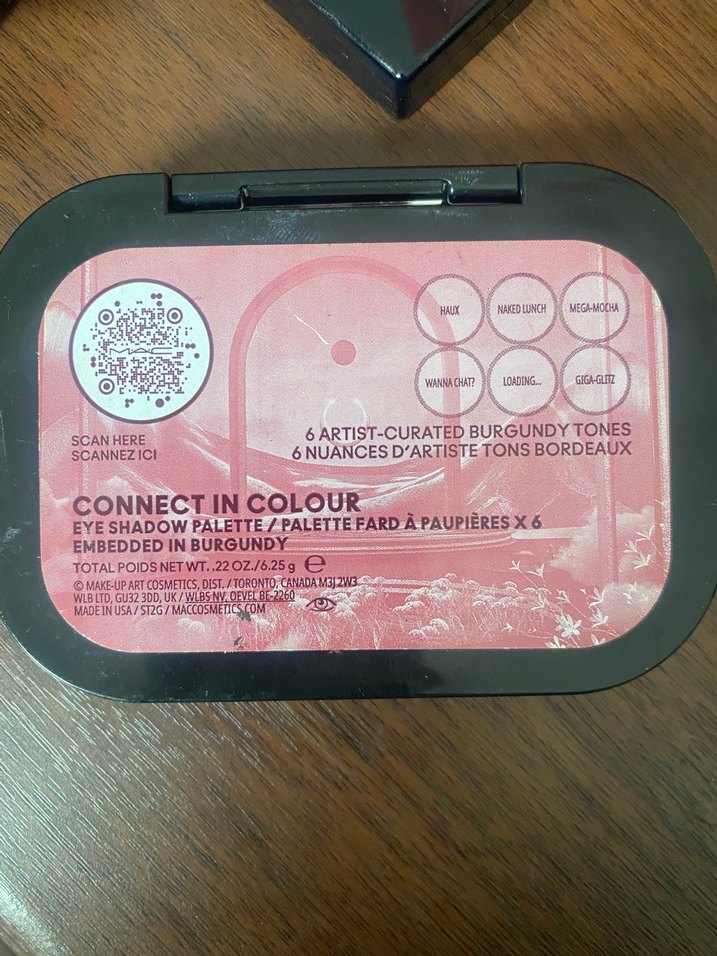 MAC
HAUX
NAKED LUNCH
MEGA-MOCHA
WANNA CHAT?
LOADING...
GIGA-GLITZ
SCAN HERE
SCANNEZ ICI
6 ARTIST-CURATED BURGUNDY TONES
6 NUANCES D'ARTISTE TONS BORDEAUX
CONNECT IN COLOUR
EYE SHADOW PALETTE / PALETTE FARD À PAUPIÈRES X 6
EMBEDDED IN BURGUNDY
TOTAL POIDS NET WT. .22 OZ./6.25 g ℮
© MAKE-UP ART COSMETICS, DIST. / TORONTO, CANADA M3J 2W3
WLB LTD, GU32 3DD, UK / WLBS NV, OEVEL BE-2260
MADE IN USA / ST2G / MACCOSMETICS.COM